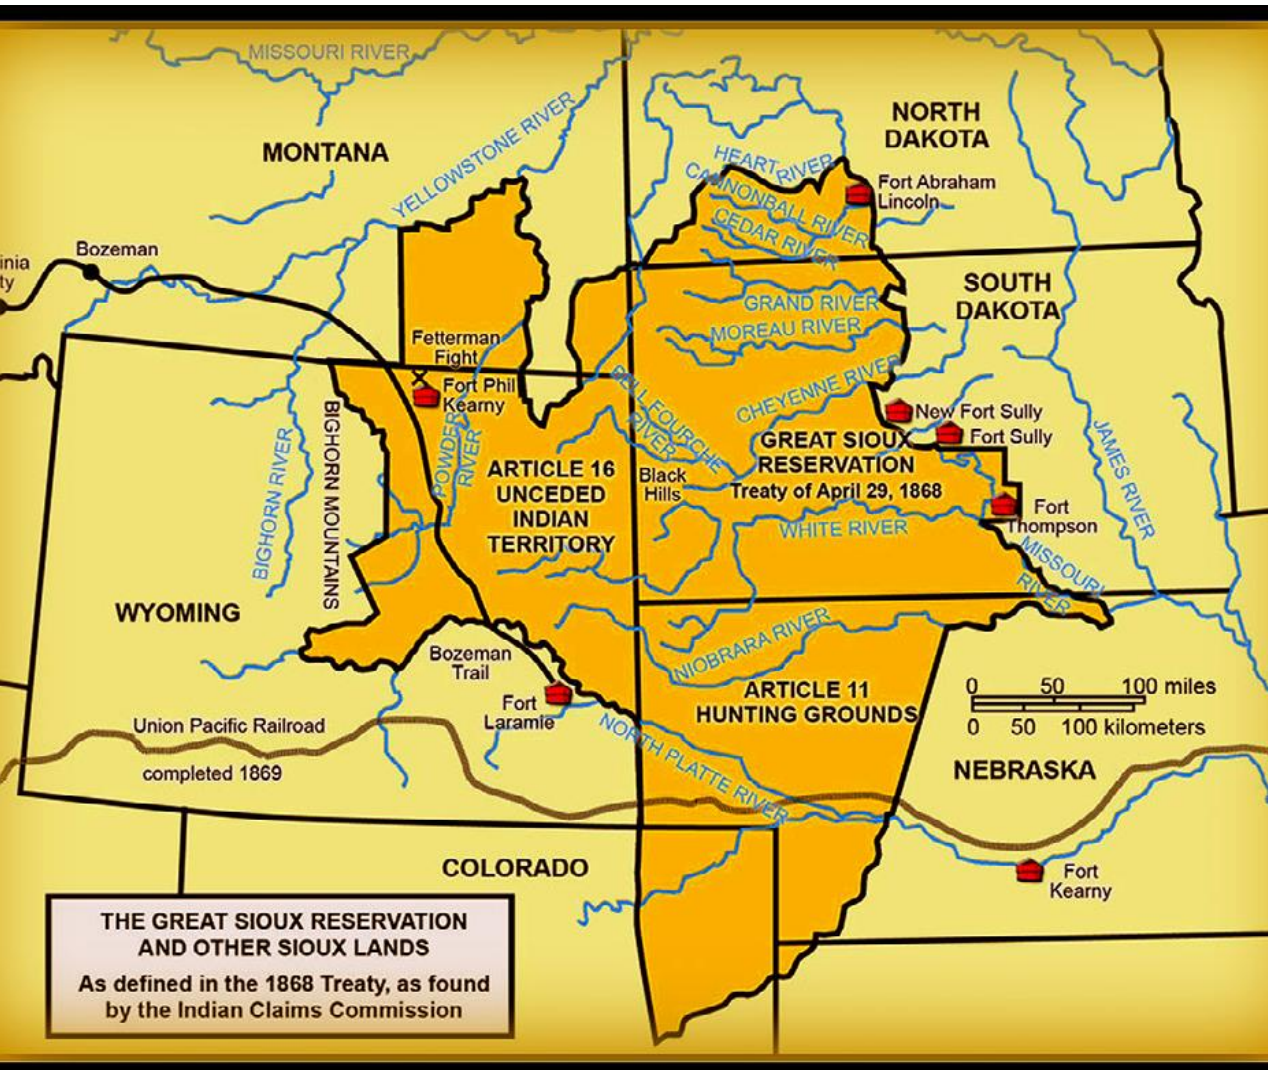 MISSOURI RIVER
MONTANA
YELLOWSTONE RIVER
NORTH
DAKOTA
HEART RIVER
CANNONBALL RIVER
CEDAR RIVER
Fort Abraham
Lincoln
Bozeman
inia
ty
SOUTH
DAKOTA
GRAND RIVER
MOREAU RIVER
Fetterman
Fight
X
Fort Phil
Kearny
BELLFOURCHE
RIVER
CHEYENNE RIVER
New Fort Sully
Fort Sully
GREAT SIOUX
RESERVATION
Treaty of April 29, 1868
BIGHORN RIVER
BIGHORN MOUNTAINS
POWDER
RIVER
ARTICLE 16
UNCEDED
INDIAN
TERRITORY
Black
Hills
WHITE RIVER
Fort
Thompson
JAMES RIVER
MISSOURI
RIVER
WYOMING
Bozeman
Trail
Fort
Laramie
NIOBRARA RIVER
ARTICLE 11
HUNTING GROUNDS
NORTH PLATTE RIVER
0 50 100 miles
0 50 100 kilometers
Union Pacific Railroad
completed 1869
NEBRASKA
COLORADO
Fort
Kearny
THE GREAT SIOUX RESERVATION
AND OTHER SIOUX LANDS
As defined in the 1868 Treaty, as found
by the Indian Claims Commission